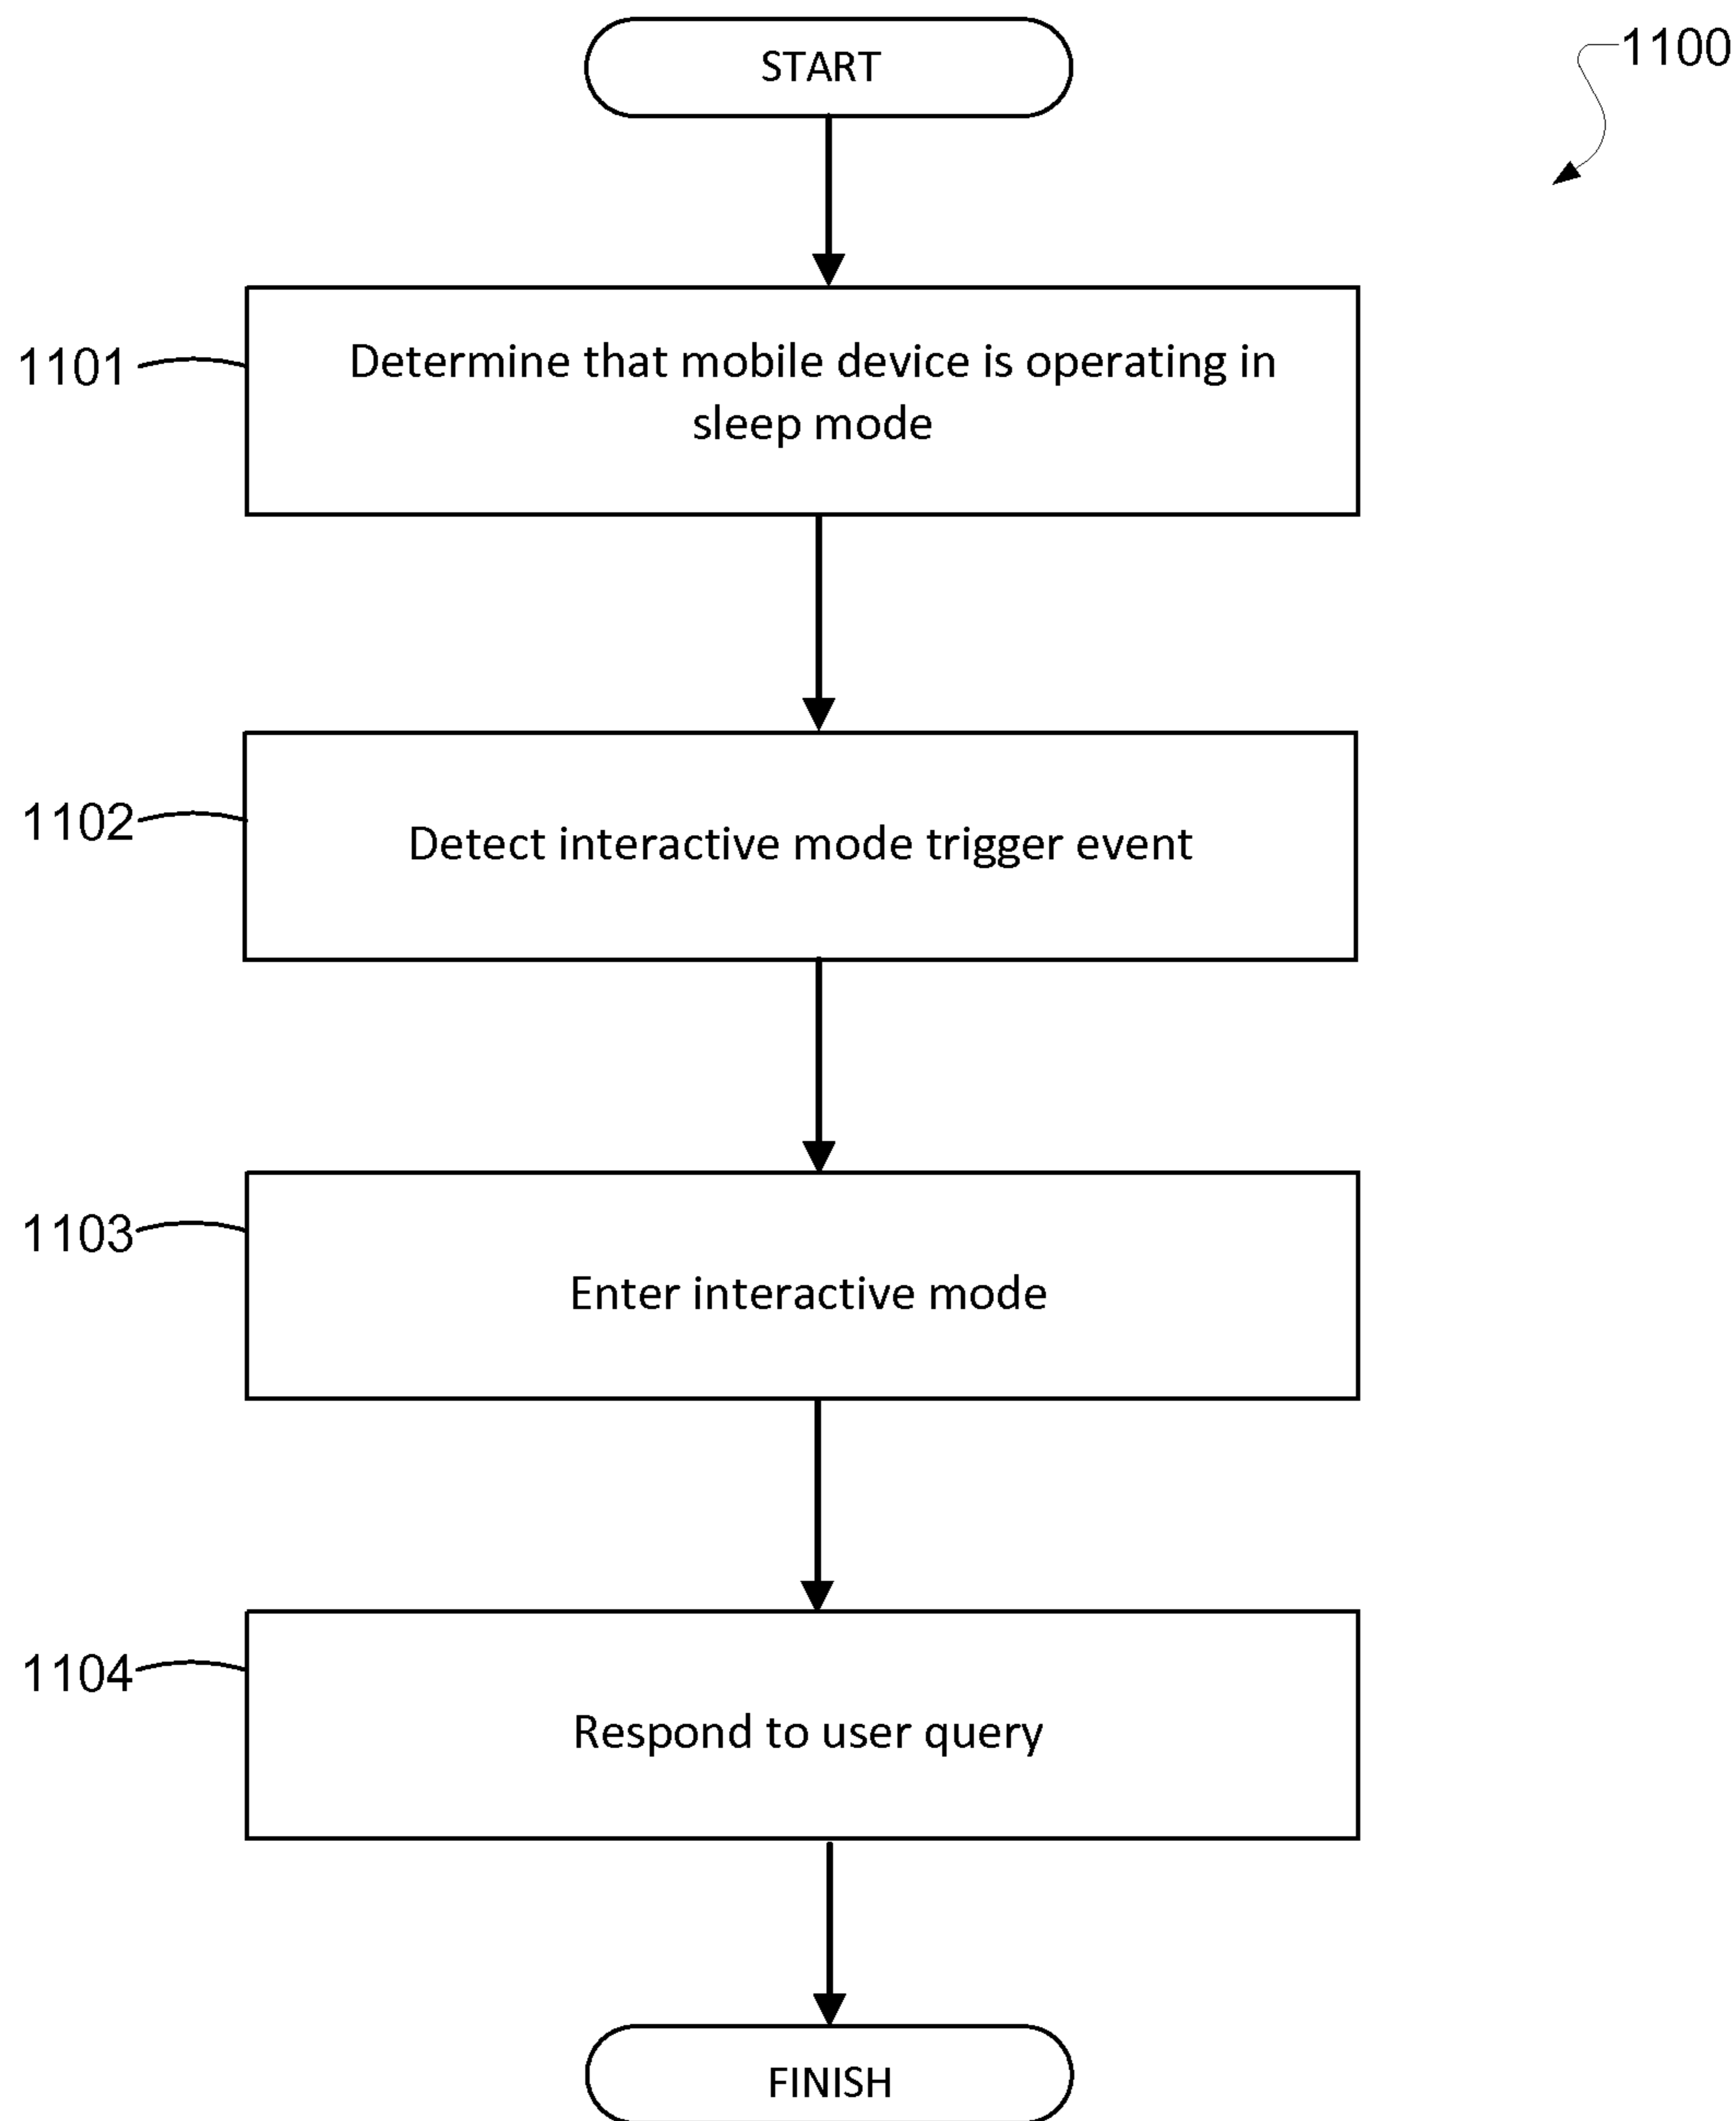 START
1100
1101
Determine that mobile device is operating in
sleep mode
1102
Detect interactive mode trigger event
1103
Enter interactive mode
1104
Respond to user query
FINISH